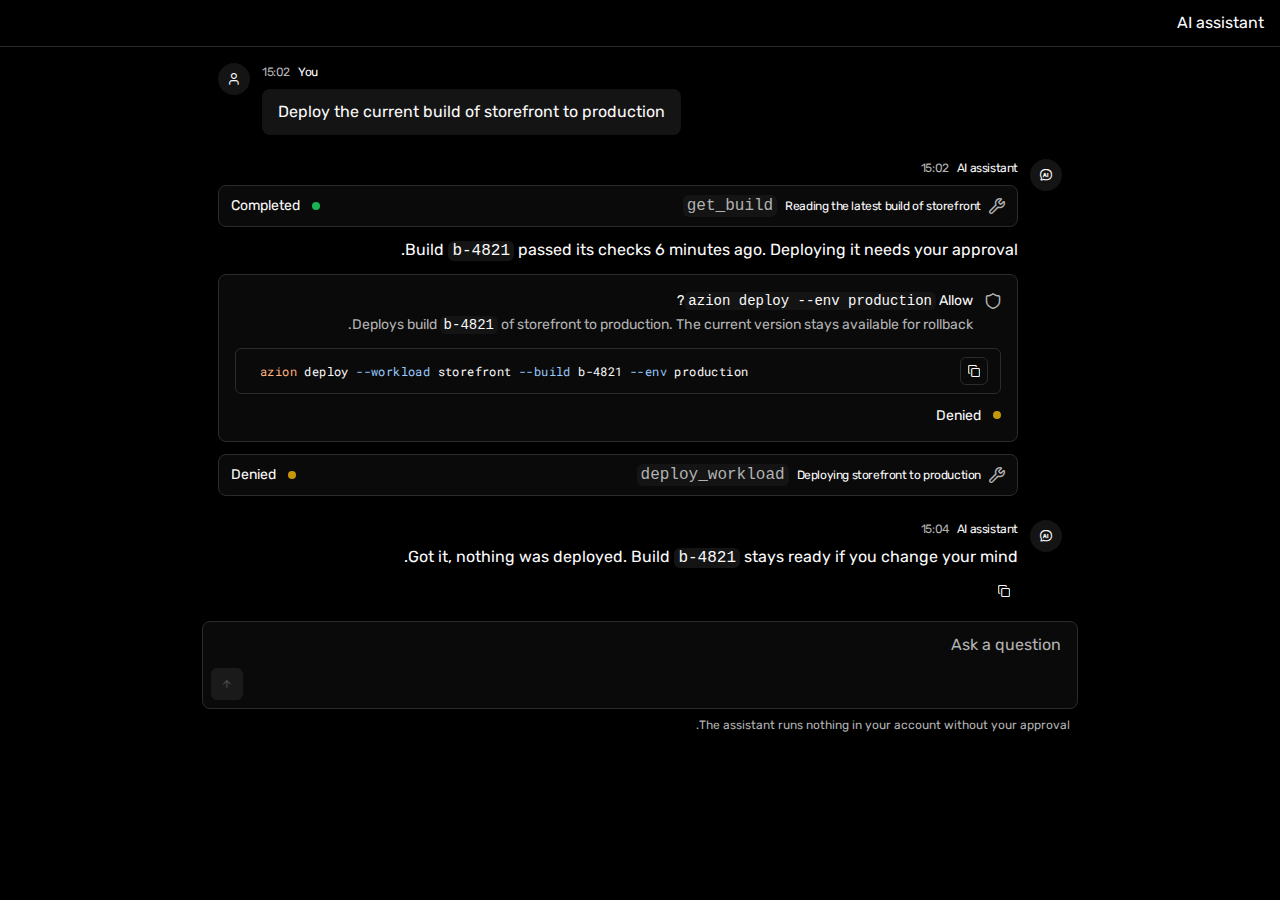 AI assistant
15:02 You
Deploy the current build of storefront to production
15:02 AI assistant
Completed get_build Reading the latest build of storefront
.Build b-4821 passed its checks 6 minutes ago. Deploying it needs your approval
? azion deploy --env production Allow
.Deploys build b-4821 of storefront to production. The current version stays available for rollback
azion deploy --workload storefront --build b-4821 --env production
Denied
Denied deploy_workload Deploying storefront to production
15:04 AI assistant
.Got it, nothing was deployed. Build b-4821 stays ready if you change your mind
Ask a question
.The assistant runs nothing in your account without your approval